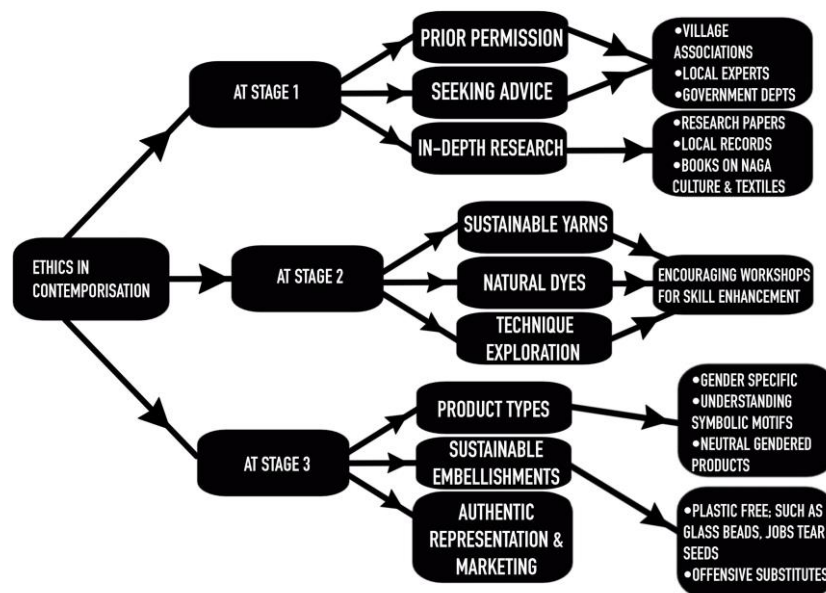 ETHICS IN
CONTEMPORISATION
AT STAGE 1
PRIOR PERMISSION
SEEKING ADVICE
IN-DEPTH RESEARCH
•VILLAGE
ASSOCIATIONS
•LOCAL EXPERTS
•GOVERNMENT DEPTS
•RESEARCH PAPERS
•LOCAL RECORDS
•BOOKS ON NAGA
CULTURE & TEXTILES
AT STAGE 2
SUSTAINABLE YARNS
NATURAL DYES
TECHNIQUE
EXPLORATION
ENCOURAGING WORKSHOPS
FOR SKILL ENHANCEMENT
AT STAGE 3
PRODUCT TYPES
SUSTAINABLE
EMBELLISHMENTS
AUTHENTIC
REPRESENTATION &
MARKETING
•GENDER SPECIFIC
•UNDERSTANDING
SYMBOLIC MOTIFS
•NEUTRAL GENDERED
PRODUCTS
•PLASTIC FREE; SUCH AS
GLASS BEADS, JOBS TEAR
SEEDS
•OFFENSIVE SUBSTITUTES